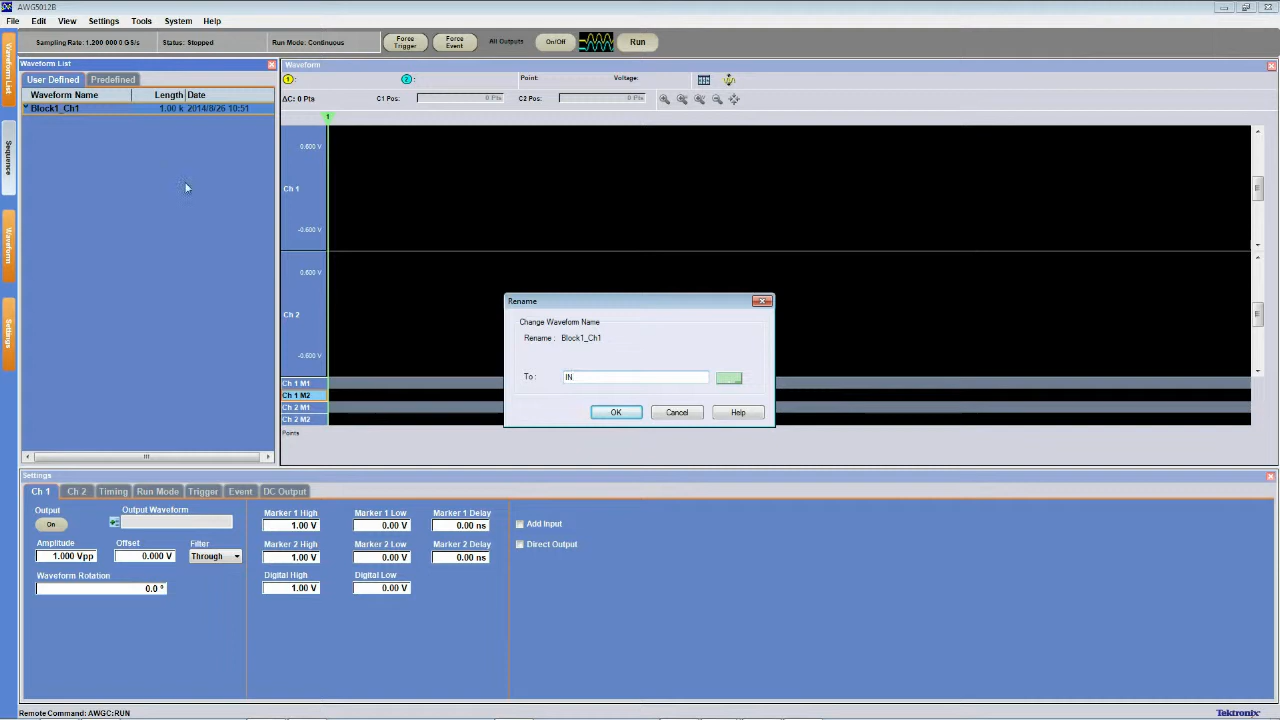 AWG5012B
File Edit View Settings Tools System Help
Sampling Rate: 1.200 000 0 GS/s Status: Stopped Run Mode: Continuous Force Trigger Force Event All Outputs On/Off Run
Waveform List
User Defined Predefined
Waveform Name Length Date
Block1_Ch1 1.00 k 2014/8/26 10:51
Waveform List
Sequence
Waveform
Settings
Waveform
1 : 2 : Point: Voltage:
ΔC: 0 Pts C1 Pos: 0 Pts C2 Pos: 0 Pts
1
0.600 V
Ch 1
-0.600 V
0.600 V
Ch 2
-0.600 V
Ch 1 M1
Ch 1 M2
Ch 2 M1
Ch 2 M2
Points
Rename
Change Waveform Name
Rename : Block1_Ch1
To : IN
OK Cancel Help
Settings
Ch 1 Ch 2 Timing Run Mode Trigger Event DC Output
Output Output Waveform Marker 1 High Marker 1 Low Marker 1 Delay
On 1.00 V 0.00 V 0.00 ns Add Input
Amplitude Offset Filter Marker 2 High Marker 2 Low Marker 2 Delay Direct Output
1.000 Vpp 0.000 V Through 1.00 V 0.00 V 0.00 ns
Waveform Rotation Digital High Digital Low
0.0 ° 1.00 V 0.00 V
Remote Command: AWGC:RUN Tektronix